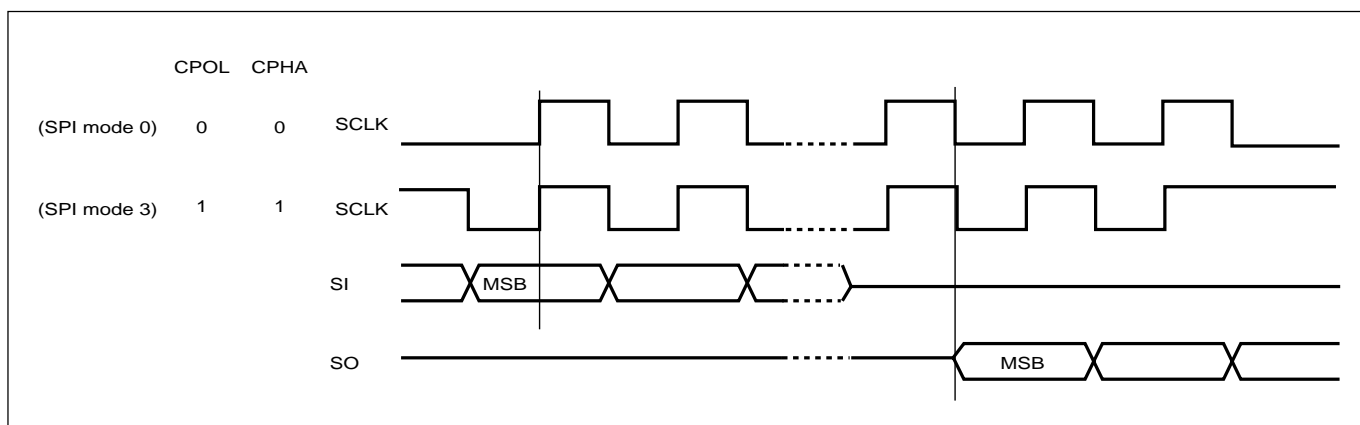 CPOL CPHA
(SPI mode 0) 0 0 SCLK
(SPI mode 3) 1 1 SCLK
SI MSB
SO MSB